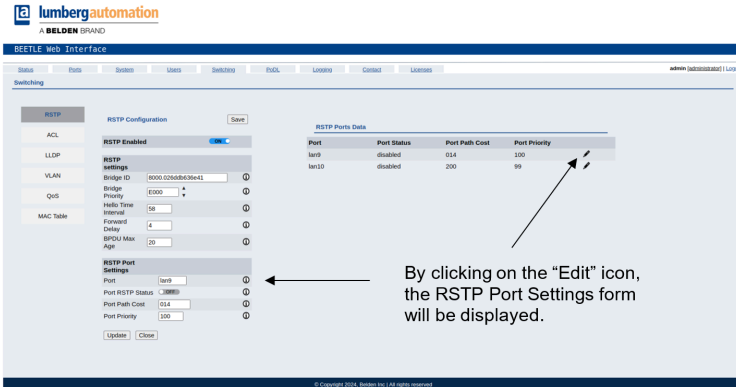 a lumbergautomation
A BELDEN BRAND
BEETLE Web Interface
Status Ports System Users Switching PoDL Logging Contact Licenses admin [administrator] | Log
Switching
RSTP
ACL
LLDP
VLAN
QoS
MAC Table
RSTP Configuration Save
RSTP Enabled ON
RSTP
settings
Bridge ID 8000.026ddb636e41
Bridge
Priority E000
Hello Time
Interval 58
Forward
Delay 4
BPDU Max
Age 20
RSTP Port
Settings
Port lan9
Port RSTP Status OFF
Port Path Cost 014
Port Priority 100
Update Close
RSTP Ports Data
Port Port Status Port Path Cost Port Priority
lan9 disabled 014 100
lan10 disabled 200 99
By clicking on the “Edit” icon,
the RSTP Port Settings form
will be displayed.
© Copyright 2024, Belden Inc | All rights reserved